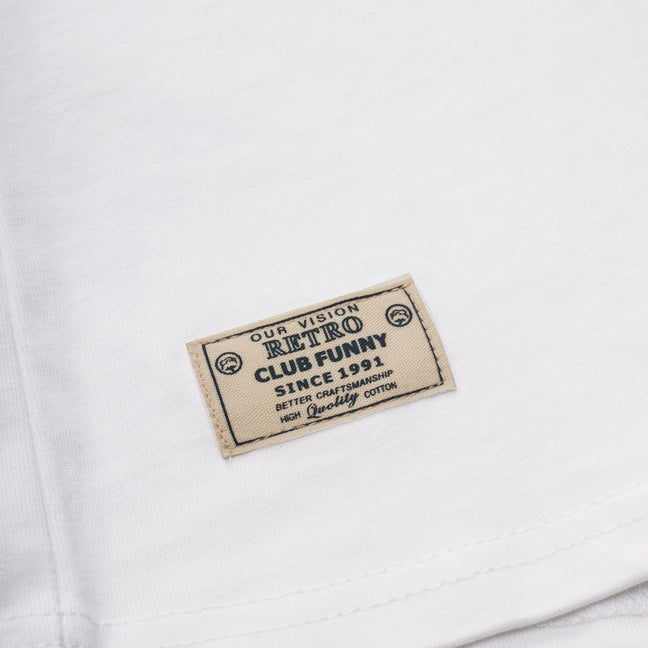 OUR VISION
RETRO
CLUB FUNNY
SINCE 1991
BETTER CRAFTSMANSHIP
HIGH Quality COTTON